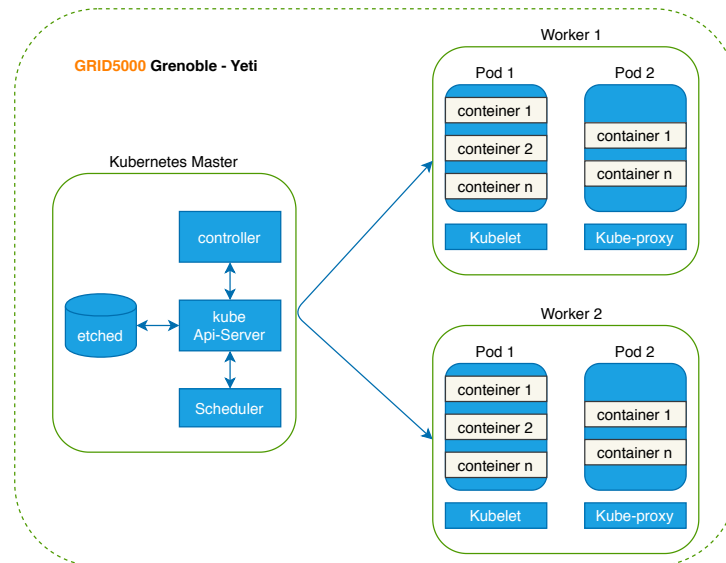 GRID5000 Grenoble - Yeti
Kubernetes Master
controller
etched
kube
Api-Server
Scheduler
Worker 1
Pod 1
Pod 2
conteiner 1
conteiner 2
conteiner n
container 1
container n
Kubelet
Kube-proxy
Worker 2
Pod 1
Pod 2
conteiner 1
conteiner 2
conteiner n
container 1
container n
Kubelet
Kube-proxy